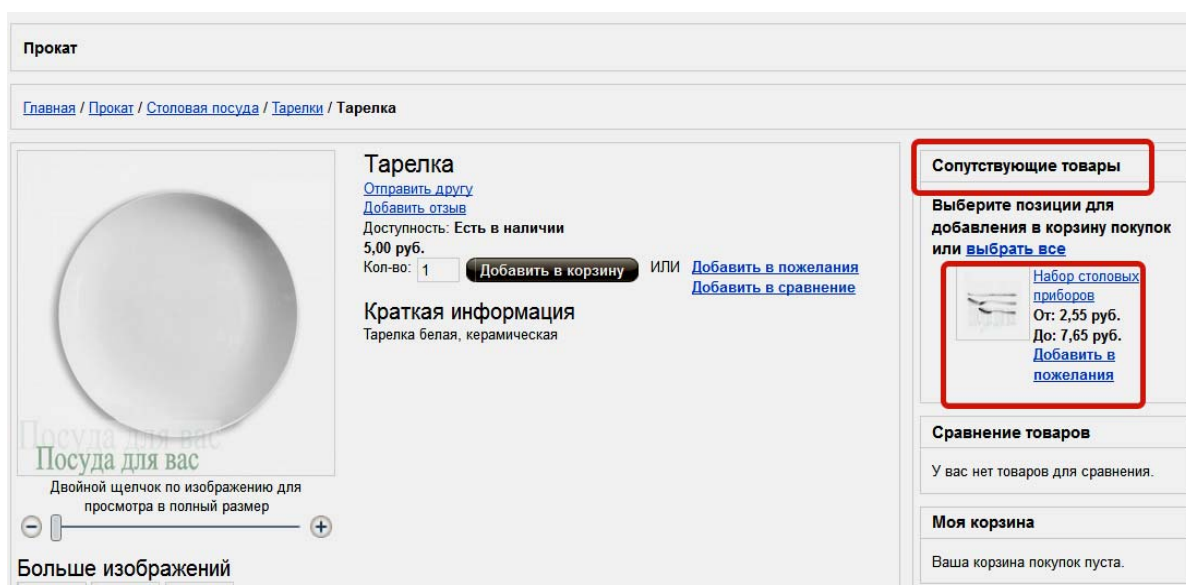 Прокат
Главная / Прокат / Столовая посуда / Тарелки / Тарелка
Тарелка
Отправить другу
Добавить отзыв
Доступность: Есть в наличии
5,00 руб.
Кол-во: 1 Добавить в корзину ИЛИ Добавить в пожелания
Добавить в сравнение
Краткая информация
Тарелка белая, керамическая
Посуда для вас
Посуда для вас
Двойной щелчок по изображению для
просмотра в полный размер
Больше изображений
Сопутствующие товары
Выберите позиции для
добавления в корзину покупок
или выбрать все
Набор столовых
приборов
От: 2,55 руб.
До: 7,65 руб.
Добавить в
пожелания
Сравнение товаров
У вас нет товаров для сравнения.
Моя корзина
Ваша корзина покупок пуста.